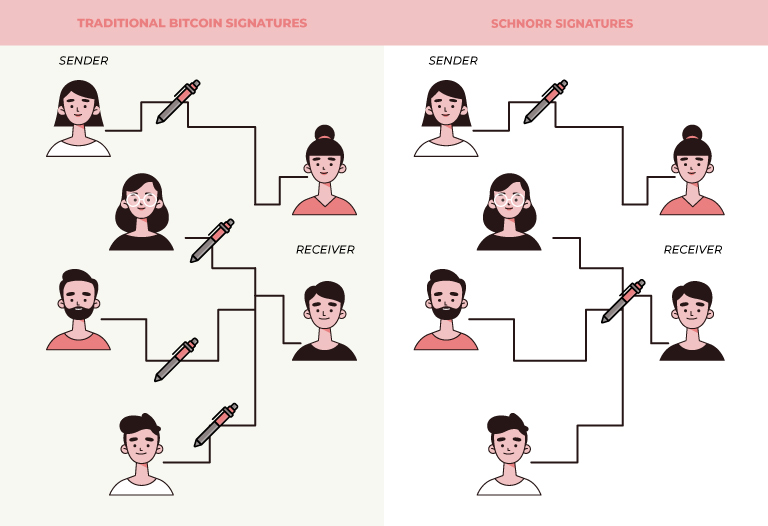 TRADITIONAL BITCOIN SIGNATURES
SENDER
RECEIVER
SCHNORR SIGNATURES
SENDER
RECEIVER